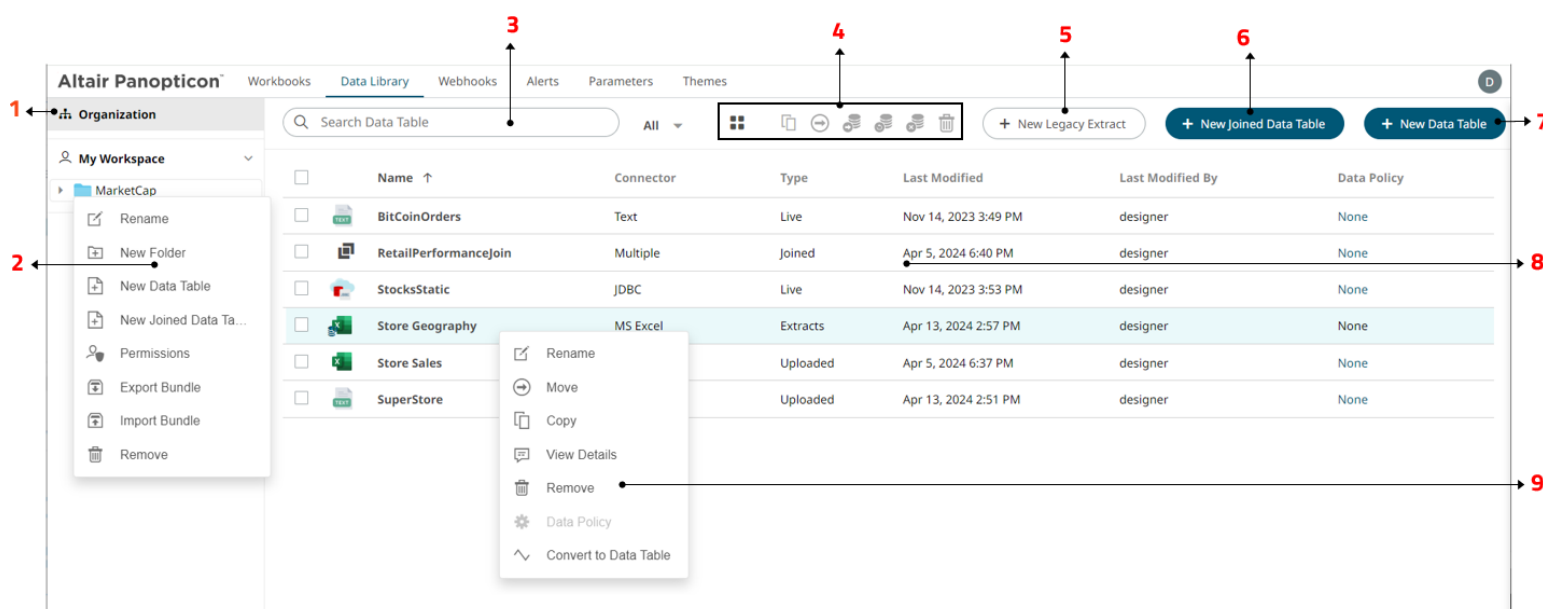 3 4 5 6
Altair Panopticon™ Workbooks Data Library Webhooks Alerts Parameters Themes D
1 Organization Search Data Table All + New Legacy Extract + New Joined Data Table + New Data Table 7
My Workspace
MarketCap Name ↑ Connector Type Last Modified Last Modified By Data Policy
Rename
New Folder
2
New Data Table
New Joined Data Ta...
Permissions
Export Bundle
Import Bundle
Remove
TEXT BitCoinOrders Text Live Nov 14, 2023 3:49 PM designer None
RetailPerformanceJoin Multiple Joined Apr 5, 2024 6:40 PM designer None
8
StocksStatic JDBC Live Nov 14, 2023 3:53 PM designer None
Store Geography MS Excel Extracts Apr 13, 2024 2:57 PM designer None
Store Sales Uploaded Apr 5, 2024 6:37 PM designer None
TEXT SuperStore Uploaded Apr 13, 2024 2:51 PM designer None
Rename
Move
Copy
View Details
Remove
9
Data Policy
Convert to Data Table